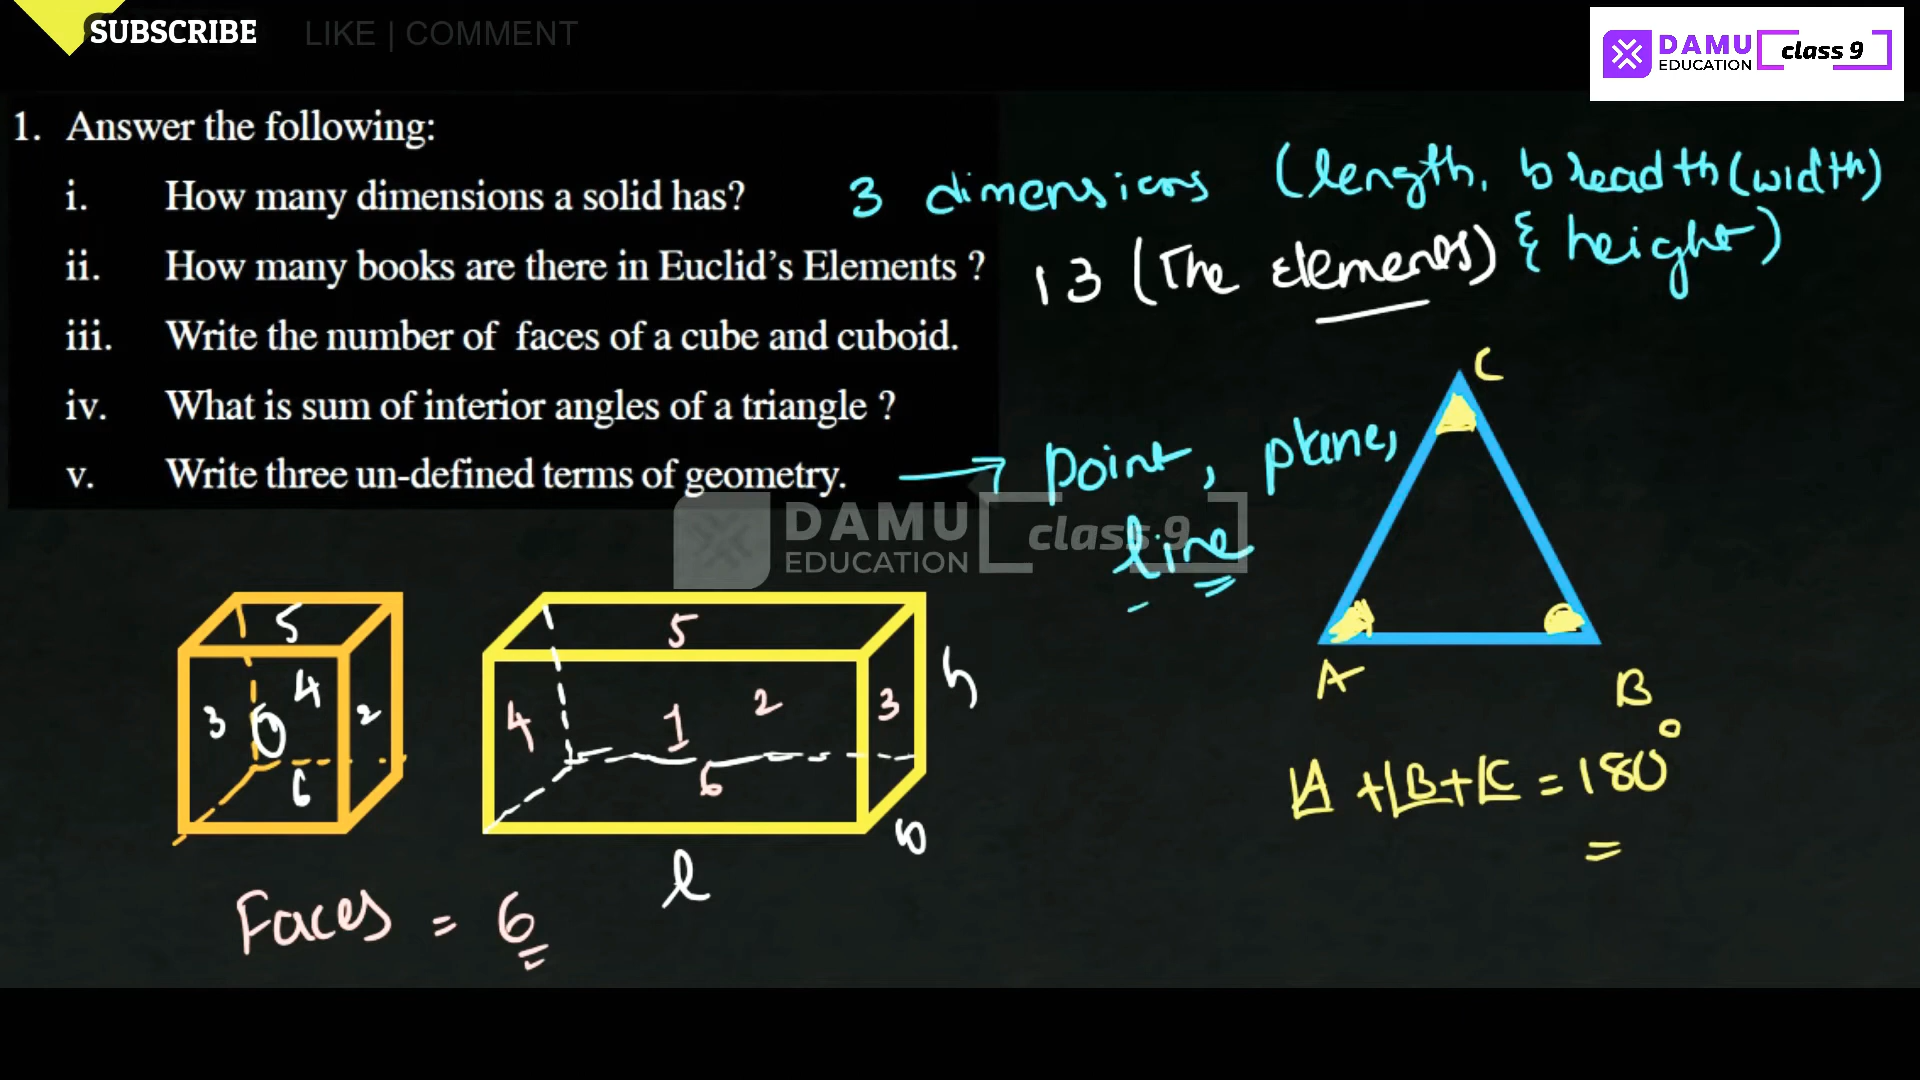 SUBSCRIBE LIKE | COMMENT
DAMU EDUCATION class 9
1. Answer the following:
i. How many dimensions a solid has? 3 dimensions (length, breadth (width)
& height)
ii. How many books are there in Euclid's Elements ? 13 (The Elements)
iii. Write the number of faces of a cube and cuboid.
iv. What is sum of interior angles of a triangle ?
v. Write three un-defined terms of geometry. → point, plane,
line
DAMU EDUCATION class 9
C
A
B
5
3 4 2
6
5
4 1 2 3
6
h
b
l
∠A + ∠B + ∠C = 180°
=
Faces = 6